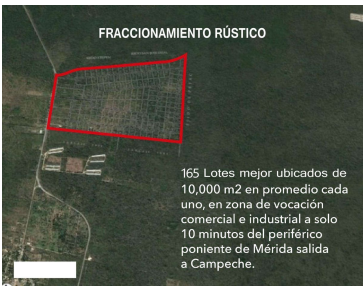 FRACCIONAMIENTO RÚSTICO
165 Lotes mejor ubicados de
10,000 m2 en promedio cada
uno, en zona de vocación
comercial e industrial a solo
10 minutos del periférico
poniente de Mérida salida
a Campeche.